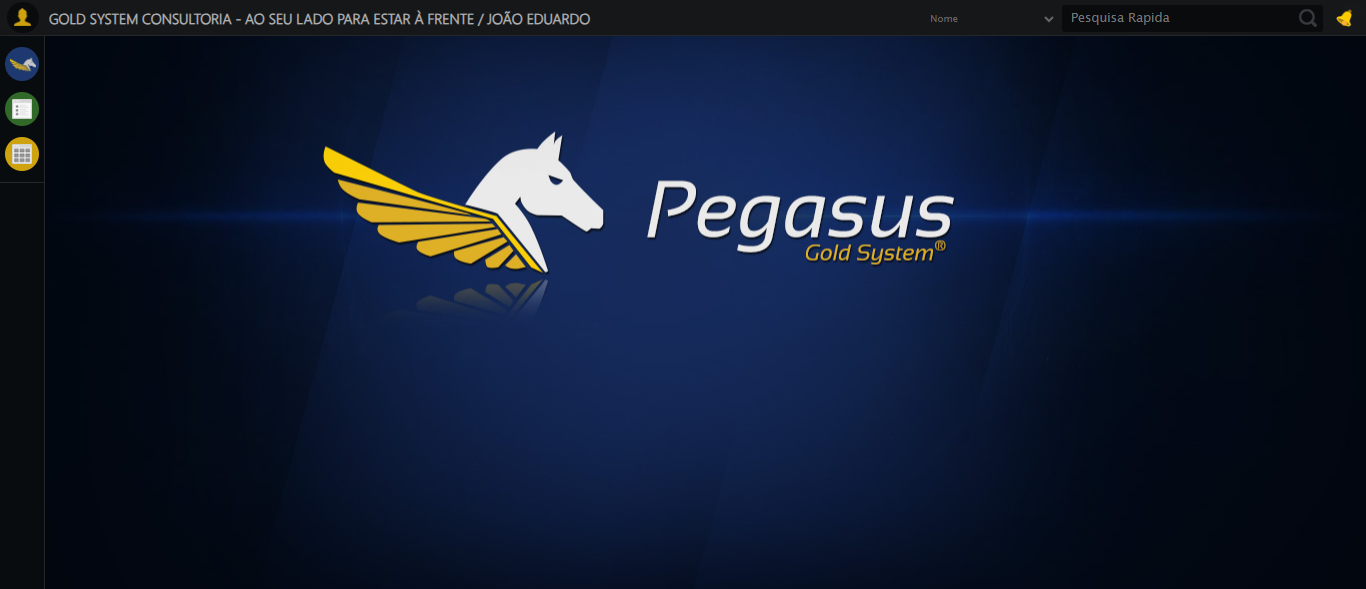 GOLD SYSTEM CONSULTORIA - AO SEU LADO PARA ESTAR À FRENTE / JOÃO EDUARDO
Nome
Pesquisa Rapida
Pegasus
Gold System®